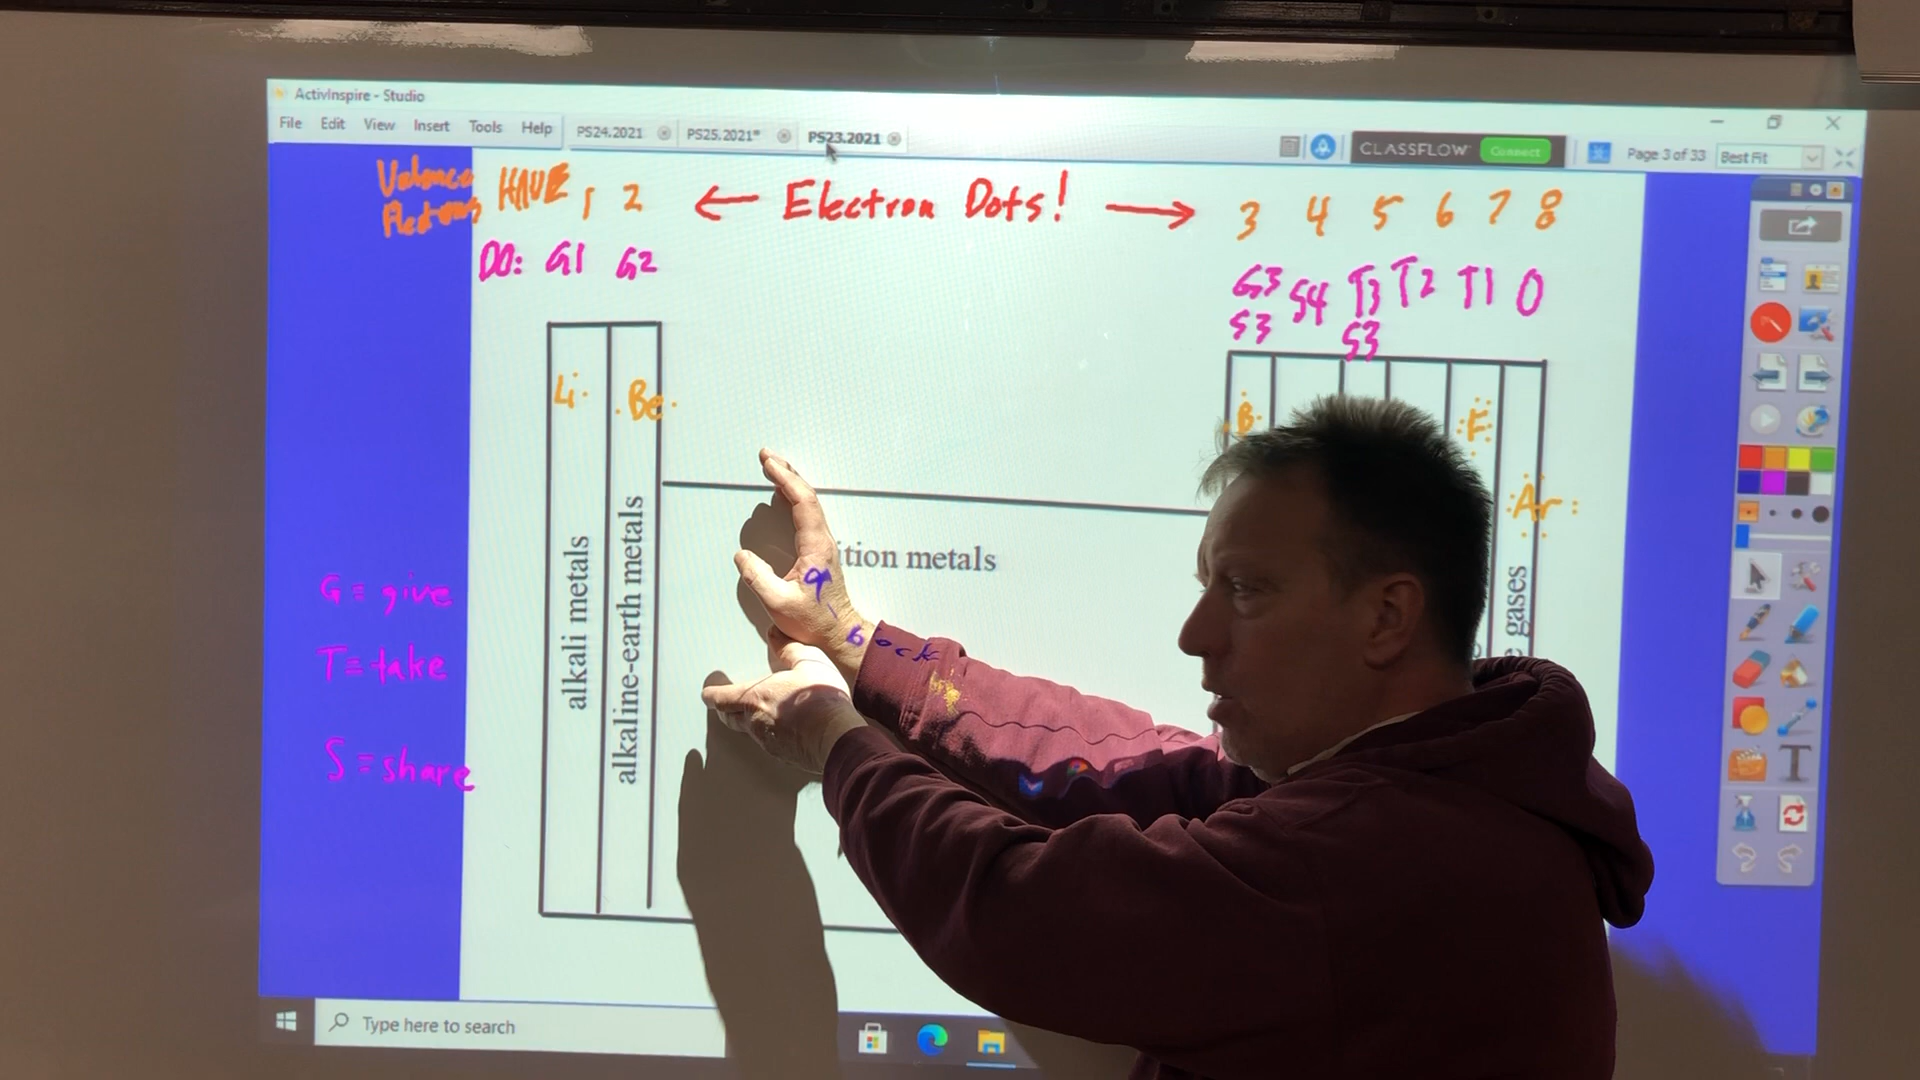 ActivInspire - Studio
File Edit View Insert Tools Help PS24.2021 PS25.2021* PS23.2021
CLASSFLOW Connect Page 3 of 33 Best Fit
Valence Electrons HAVE 1 2 ← Electron Dots! → 3 4 5 6 7 8
DO: G1 G2 G3 S4 T3 T2 T1 0
S3 S3
Li Be B F
Ar
alkali metals
alkaline-earth metals
ition metals
gases
G = give
T = take
S = share
T
Type here to search